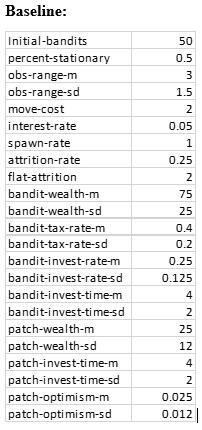 Baseline:
Initial-bandits 50
percent-stationary 0.5
obs-range-m 3
obs-range-sd 1.5
move-cost 2
interest-rate 0.05
spawn-rate 1
attrition-rate 0.25
flat-attrition 2
bandit-wealth-m 75
bandit-wealth-sd 25
bandit-tax-rate-m 0.4
bandit-tax-rate-sd 0.2
bandit-invest-rate-m 0.25
bandit-invest-rate-sd 0.125
bandit-invest-time-m 4
bandit-invest-time-sd 2
patch-wealth-m 25
patch-wealth-sd 12
patch-invest-time-m 4
patch-invest-time-sd 2
patch-optimism-m 0.025
patch-optimism-sd 0.012